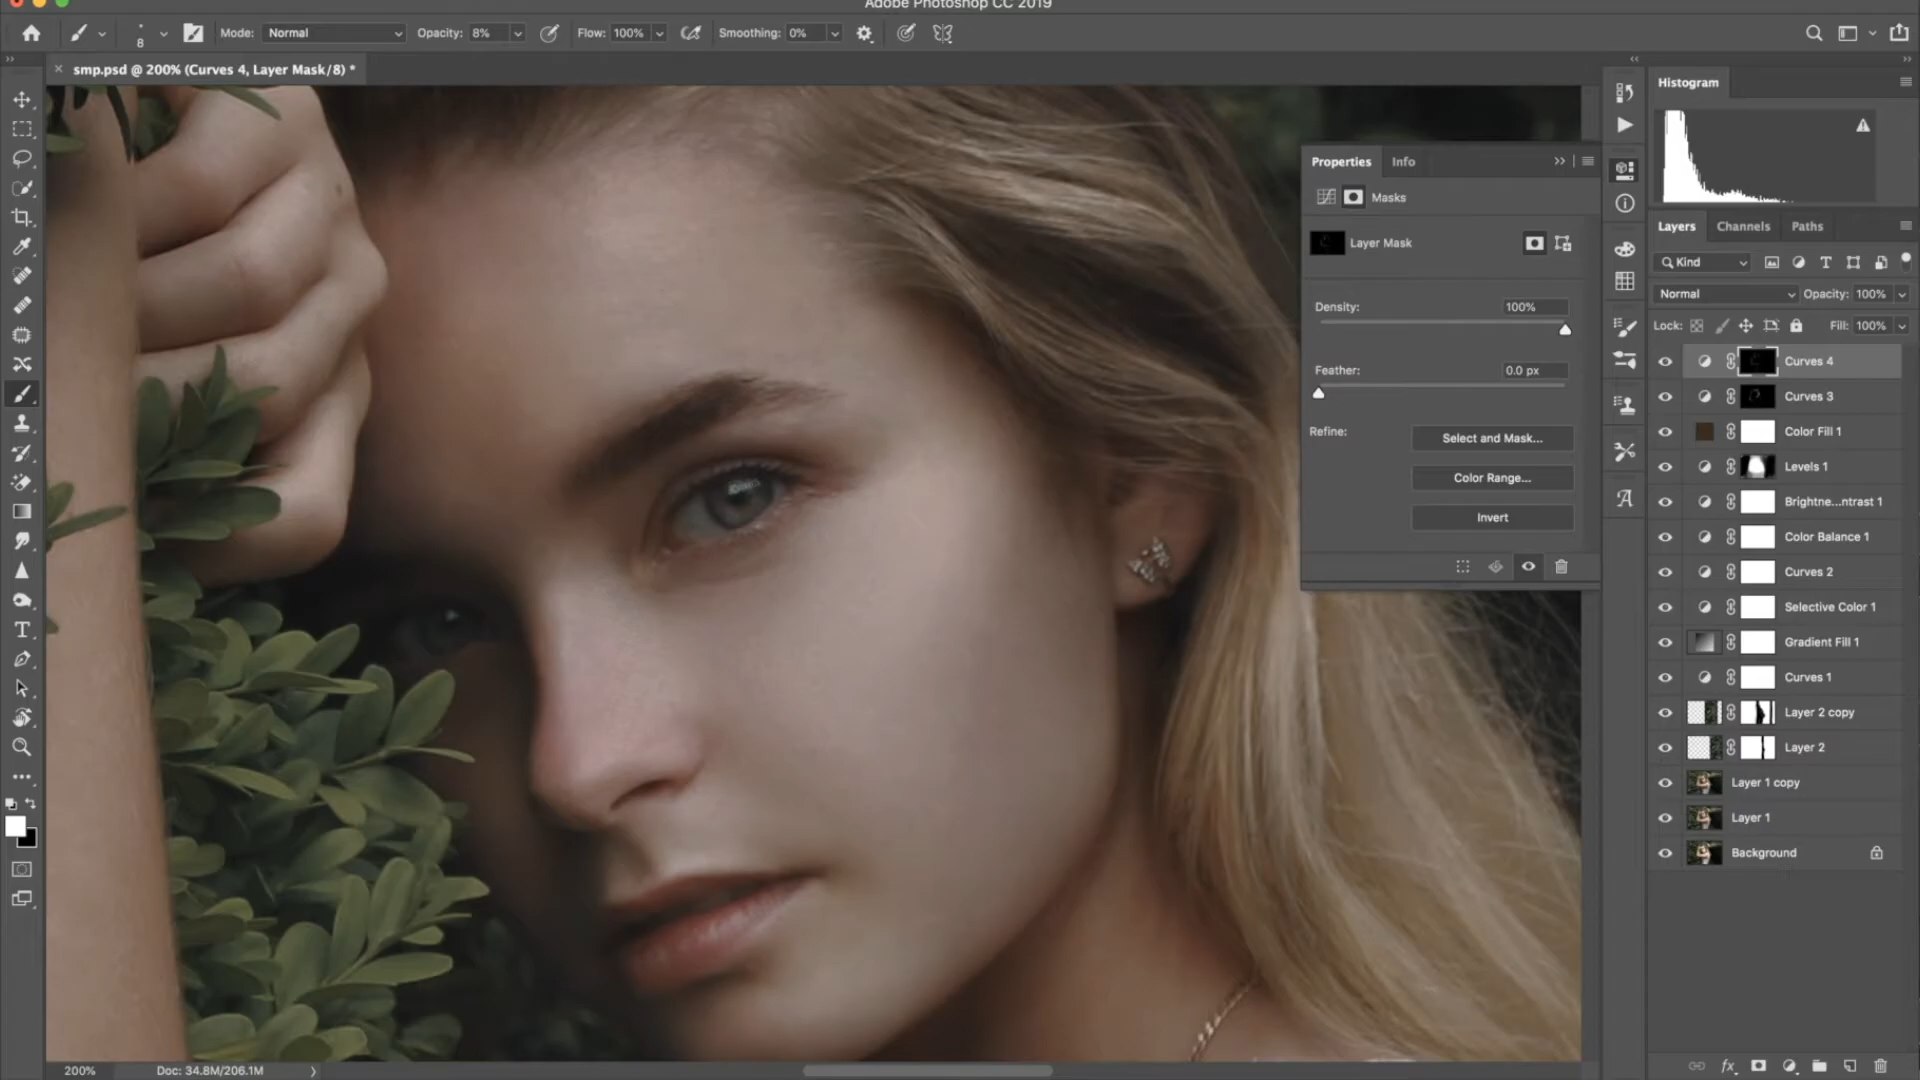 Adobe Photoshop CC 2019
8
Mode: Normal
Opacity: 8%
Flow: 100%
Smoothing: 0%
smp.psd @ 200% (Curves 4, Layer Mask/8) *
Histogram
Properties
Info
Masks
Layer Mask
Density: 100%
Feather: 0.0 px
Refine:
Select and Mask...
Color Range...
Invert
Layers
Channels
Paths
Kind
Normal
Opacity: 100%
Lock:
Fill: 100%
Curves 4
Curves 3
Color Fill 1
Levels 1
Brightne...ntrast 1
Color Balance 1
Curves 2
Selective Color 1
Gradient Fill 1
Curves 1
Layer 2 copy
Layer 2
Layer 1 copy
Layer 1
Background
200%
Doc: 34.8M/206.1M